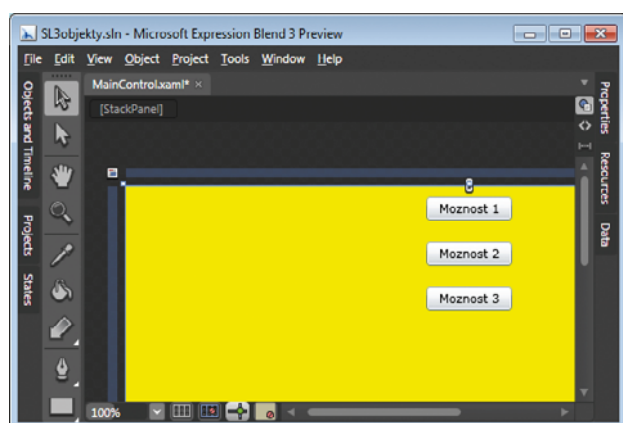 SL3objekty.sln - Microsoft Expression Blend 3 Preview
File Edit View Object Project Tools Window Help
MainControl.xaml* ×
[StackPanel]
Objects and Timeline
Projects
States
Properties
Resources
Data
Moznost 1
Moznost 2
Moznost 3
100%